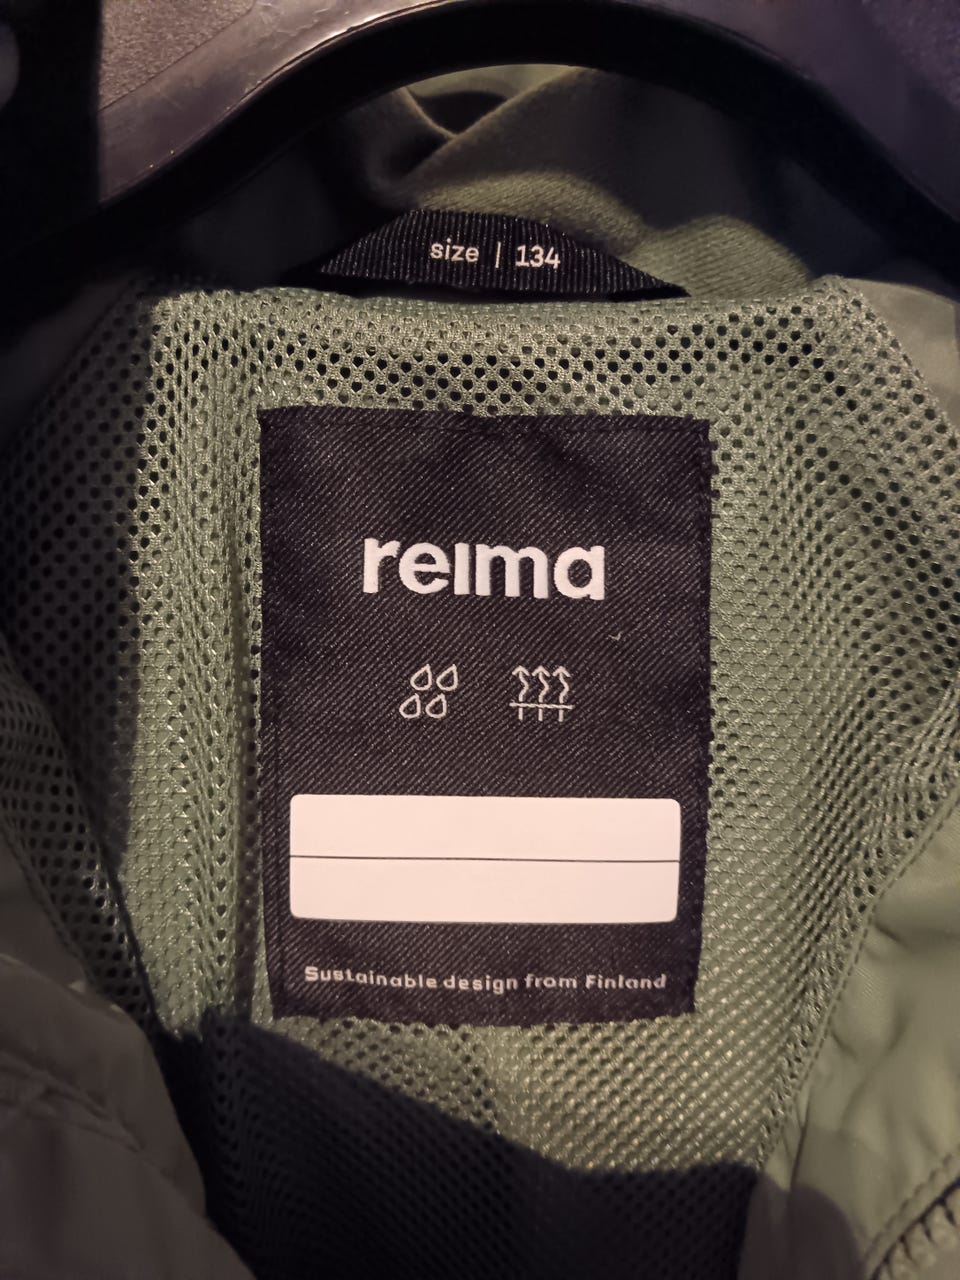 size | 134
reima
Sustainable design from Finland